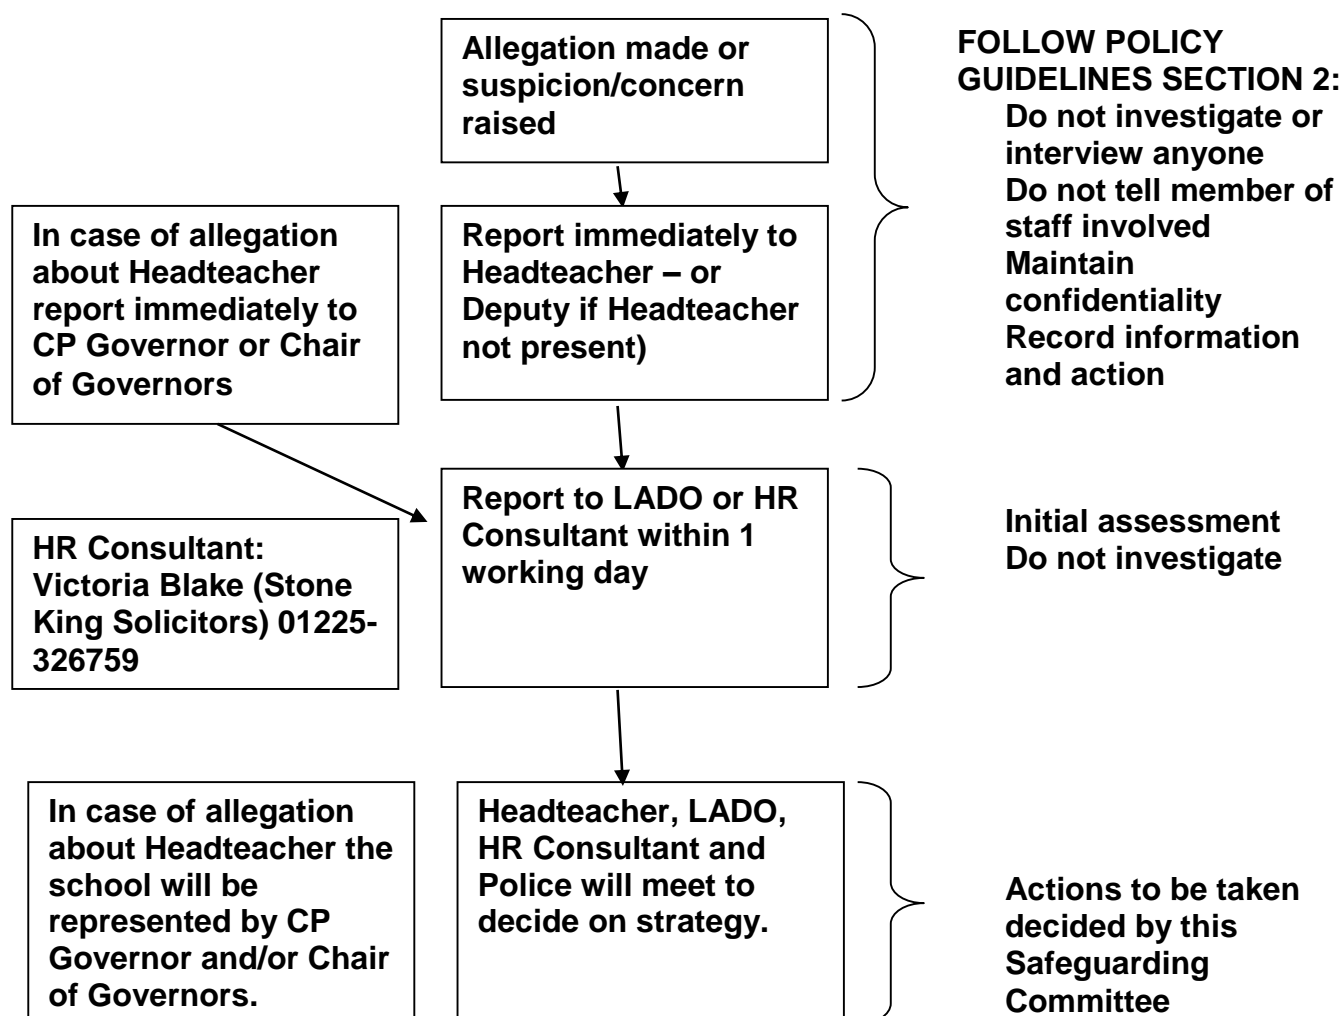 Allegation made or
suspicion/concern
raised
FOLLOW POLICY
GUIDELINES SECTION 2:
Do not investigate or
interview anyone
Do not tell member of
staff involved
Maintain
confidentiality
Record information
and action
In case of allegation
about Headteacher
report immediately to
CP Governor or Chair
of Governors
Report immediately to
Headteacher – or
Deputy if Headteacher
not present)
HR Consultant:
Victoria Blake (Stone
King Solicitors) 01225-
326759
Report to LADO or HR
Consultant within 1
working day
Initial assessment
Do not investigate
In case of allegation
about Headteacher the
school will be
represented by CP
Governor and/or Chair
of Governors.
Headteacher, LADO,
HR Consultant and
Police will meet to
decide on strategy.
Actions to be taken
decided by this
Safeguarding
Committee